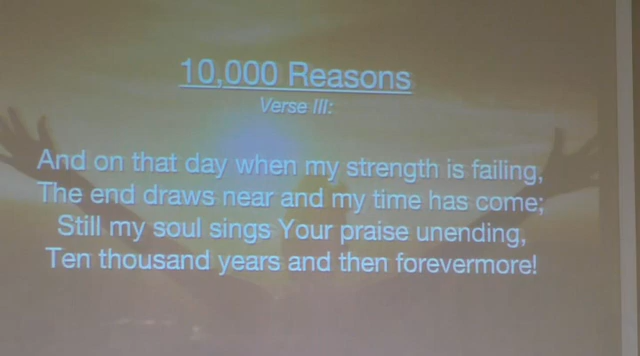 10,000 Reasons
Verse III:
And on that day when my strength is failing,
The end draws near and my time has come;
Still my soul sings Your praise unending,
Ten thousand years and then forevermore!